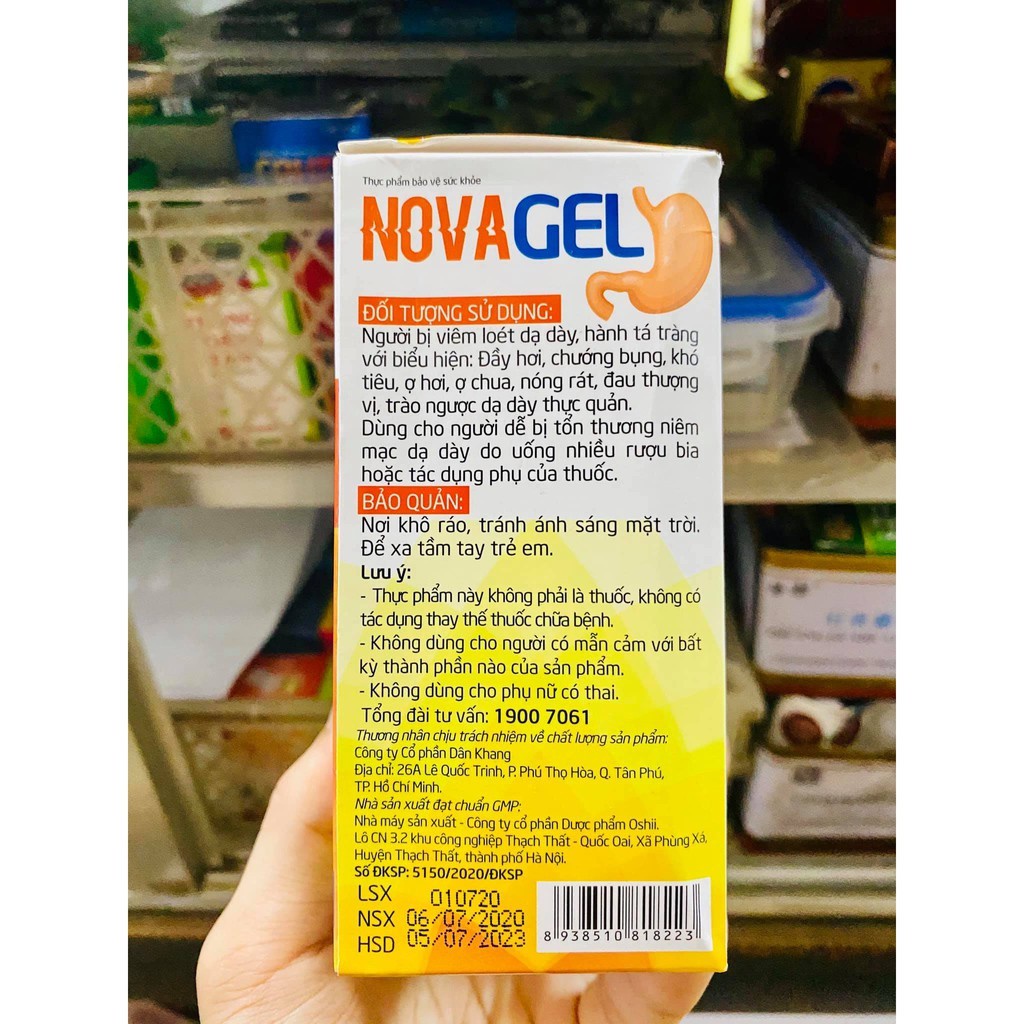 Thực phẩm bảo vệ sức khỏe
NOVAGEL
ĐỐI TƯỢNG SỬ DỤNG:
Người bị viêm loét dạ dày, hành tá tràng
với biểu hiện: Đầy hơi, chướng bụng, khó
tiêu, ợ hơi, ợ chua, nóng rát, đau thượng
vị, trào ngược dạ dày thực quản.
Dùng cho người dễ bị tổn thương niêm
mạc dạ dày do uống nhiều rượu bia
hoặc tác dụng phụ của thuốc.
BẢO QUẢN:
Nơi khô ráo, tránh ánh sáng mặt trời.
Để xa tầm tay trẻ em.
Lưu ý:
- Thực phẩm này không phải là thuốc, không có
tác dụng thay thế thuốc chữa bệnh.
- Không dùng cho người có mẫn cảm với bất
kỳ thành phần nào của sản phẩm.
- Không dùng cho phụ nữ có thai.
Tổng đài tư vấn: 1900 7061
Thương nhân chịu trách nhiệm về chất lượng sản phẩm:
Công ty Cổ phần Dân Khang
Địa chỉ: 26A Lê Quốc Trinh, P. Phú Thọ Hòa, Q. Tân Phú,
TP. Hồ Chí Minh.
Nhà sản xuất đạt chuẩn GMP:
Nhà máy sản xuất - Công ty cổ phần Dược phẩm Oshii.
Lô CN 3.2 khu công nghiệp Thạch Thất - Quốc Oai, Xã Phùng Xá,
Huyện Thạch Thất, thành phố Hà Nội.
Số ĐKSP: 5150/2020/ĐKSP
LSX 010720
NSX 06/07/2020
HSD 05/07/2023
8 938510 818223